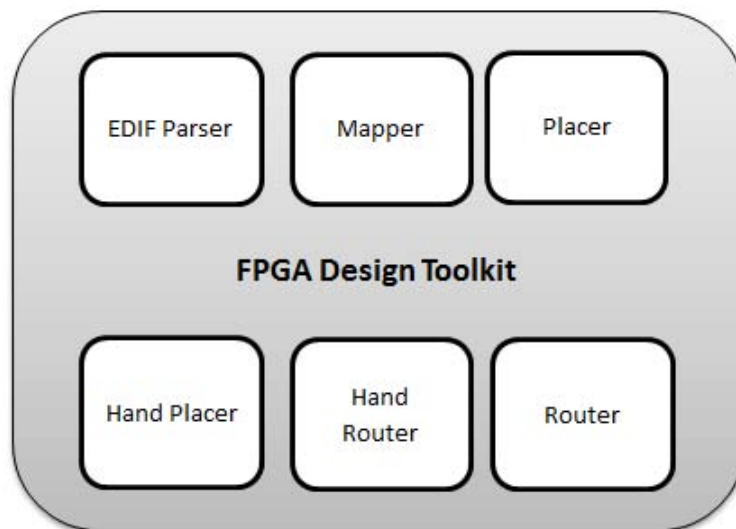 EDIF Parser
Mapper
Placer
FPGA Design Toolkit
Hand Placer
Hand
Router
Router